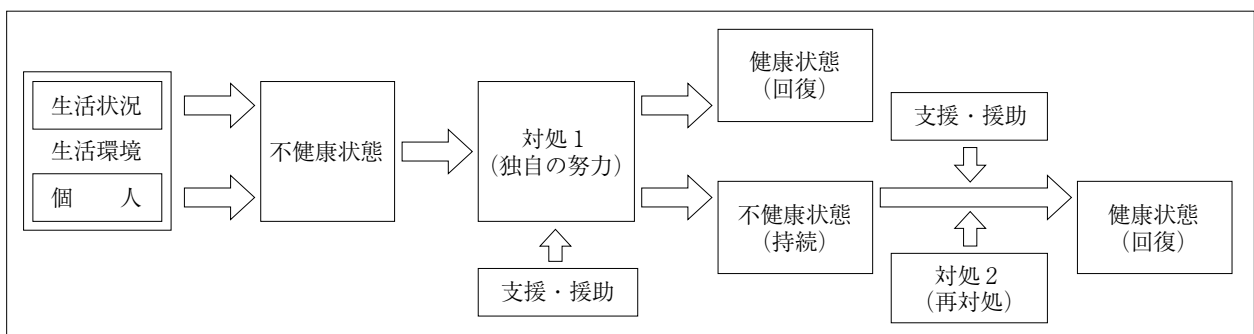 生活状況
生活環境
個　　人
不健康状態
対処１
（独自の努力）
支援・援助
健康状態
（回復）
不健康状態
（持続）
支援・援助
対処２
（再対処）
健康状態
（回復）